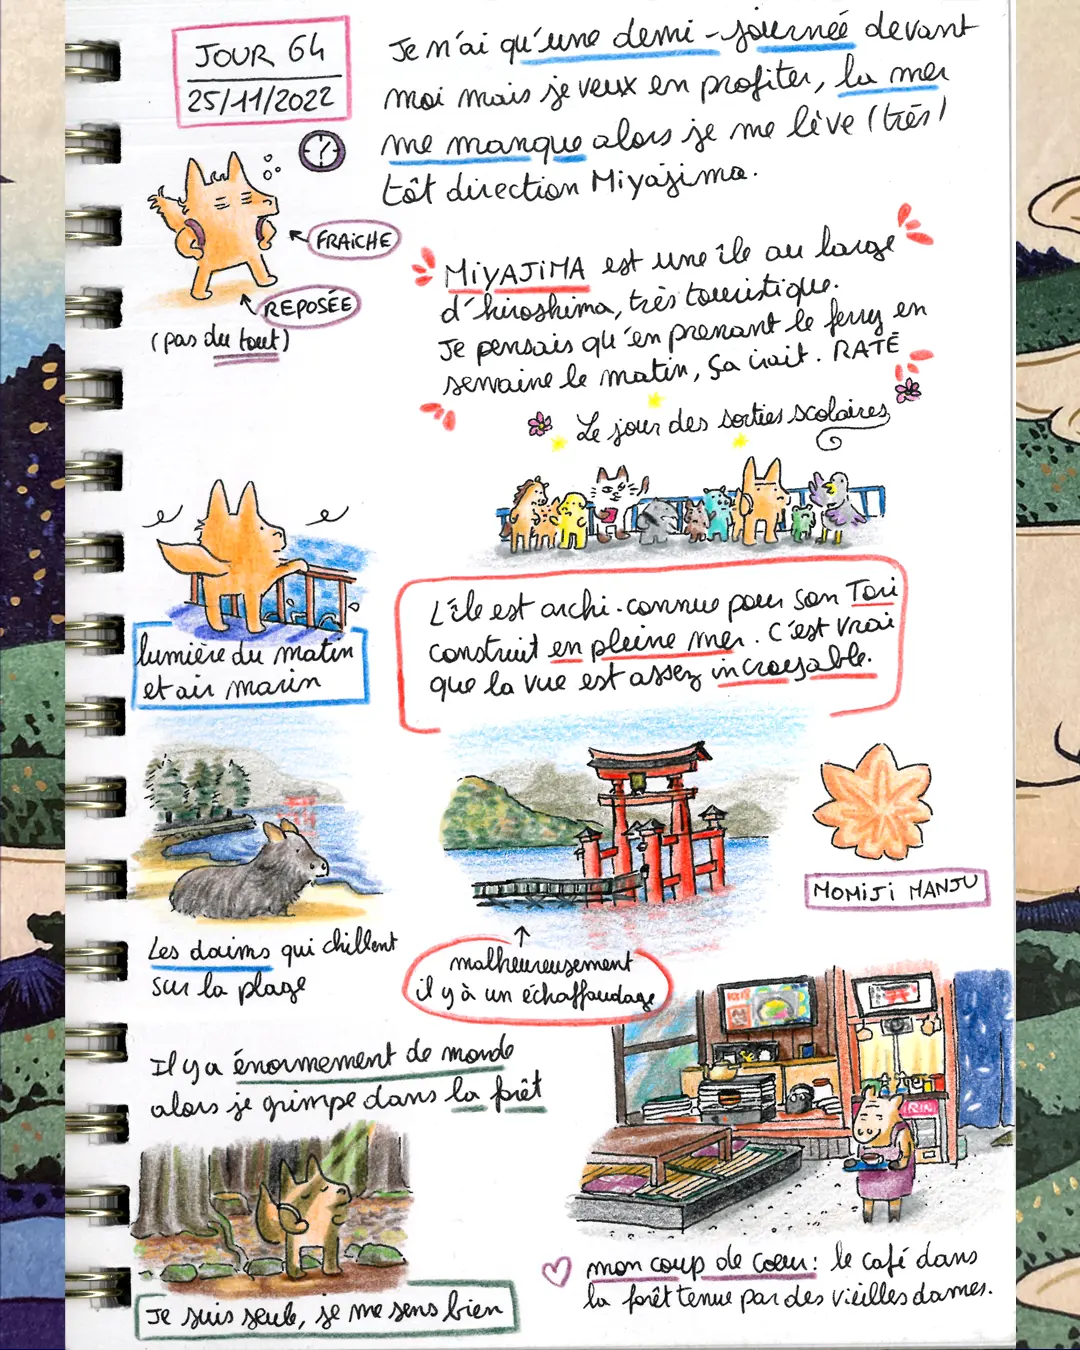 JOUR 64
25/11/2022
Je n'ai qu'une demi-journée devant
moi mais je veux en profiter, la mer
me manque alors je me lève (très)
tôt direction Miyajima.
FRAICHE
REPOSÉE
(pas du tout)
MiYAJiMA est une île au large
d'hiroshima, très touristique.
Je pensais qu'en prenant le ferry en
semaine le matin, ça irait. RATÉ
Le jour des sorties scolaires
lumière du matin
et air marin
L'île est archi-connue pour son Tori
construit en pleine mer. C'est vrai
que la vue est assez incroyable.
MOMIJI MANJU
Les daims qui chillent
sur la plage
malheureusement
il y à un échaffaudage
Il y a énormement de monde
alors je grimpe dans la forêt
RIN
Je suis seule, je me sens bien
mon coup de coeur: le café dans
la forêt tenue par des vieilles dames.